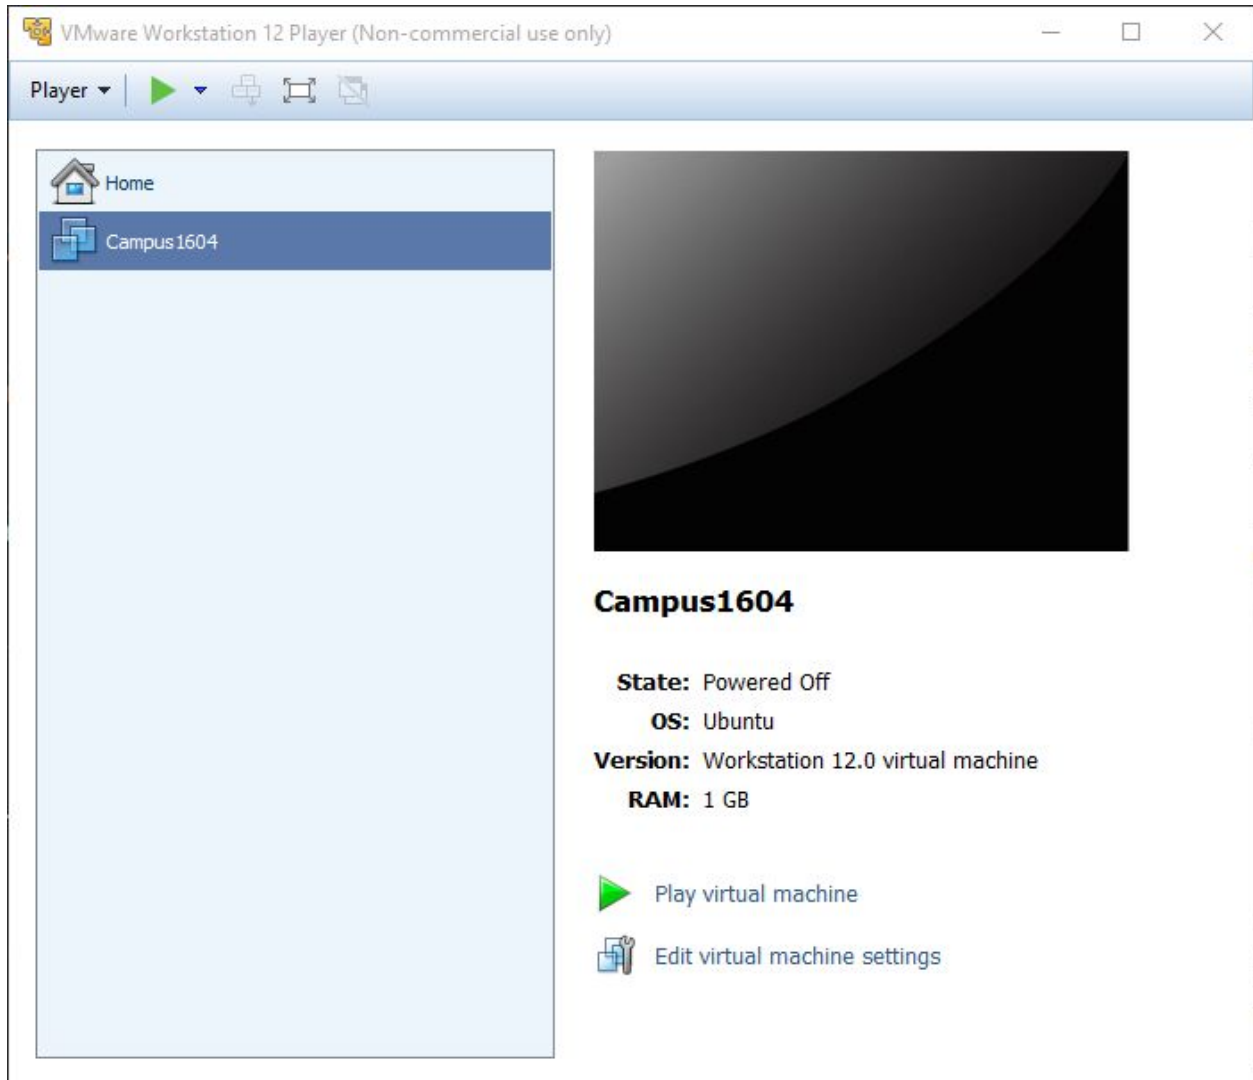 VMware Workstation 12 Player (Non-commercial use only)
Player
Home
Campus1604
Campus1604
State: Powered Off
OS: Ubuntu
Version: Workstation 12.0 virtual machine
RAM: 1 GB
Play virtual machine
Edit virtual machine settings